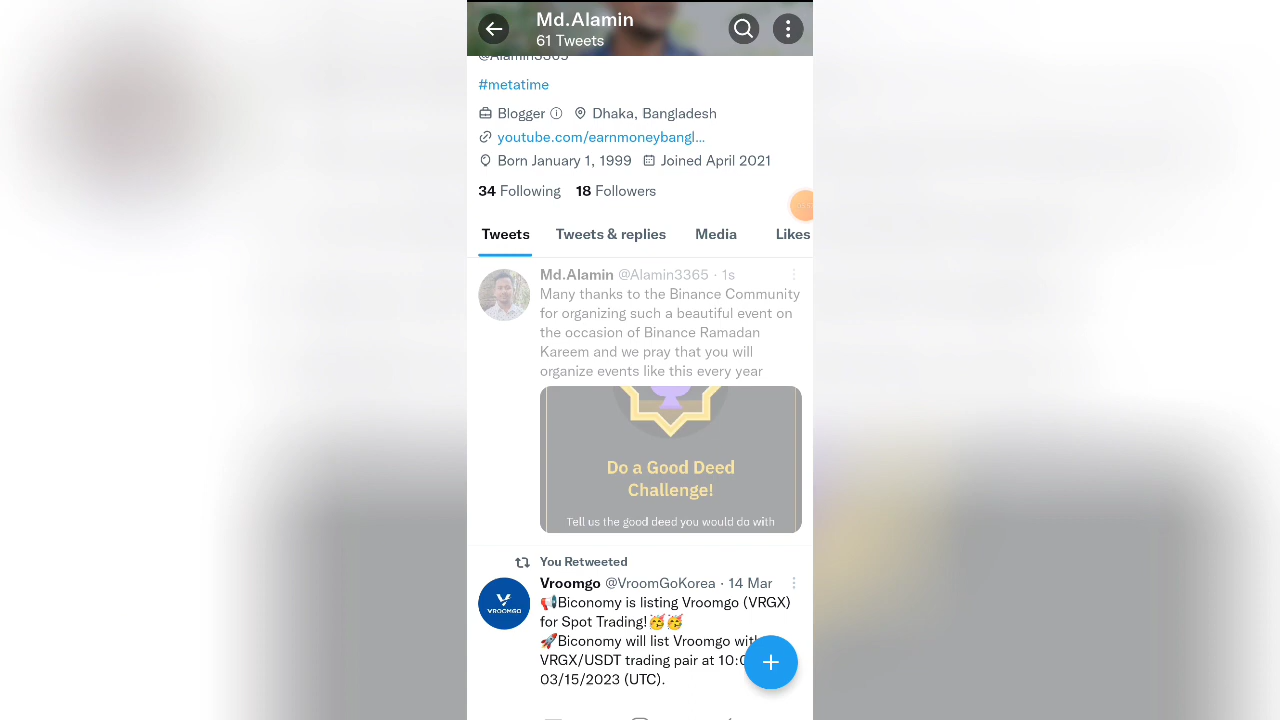 Md.Alamin
61 Tweets
@Alamin3365
#metatime
Blogger Dhaka, Bangladesh
youtube.com/earnmoneybangl...
Born January 1, 1999 Joined April 2021
34 Following 18 Followers
Tweets Tweets & replies Media Likes
Md.Alamin @Alamin3365 · 1s
Many thanks to the Binance Community
for organizing such a beautiful event on
the occasion of Binance Ramadan
Kareem and we pray that you will
organize events like this every year
Do a Good Deed
Challenge!
Tell us the good deed you would do with
You Retweeted
Vroomgo @VroomGoKorea · 14 Mar
VROOMGO
📢Biconomy is listing Vroomgo (VRGX)
for Spot Trading!🥳🥳
🚀Biconomy will list Vroomgo with
VRGX/USDT trading pair at 10:0
03/15/2023 (UTC).